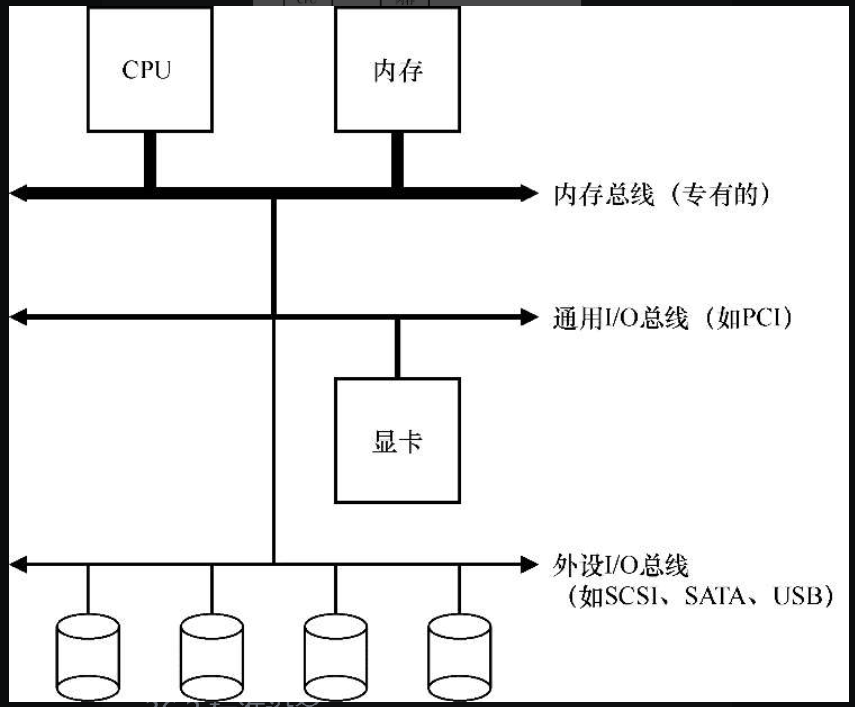 CPU
内存
内存总线（专有的）
通用I/O总线（如PCI）
显卡
外设I/O总线
（如SCSI、SATA、USB）